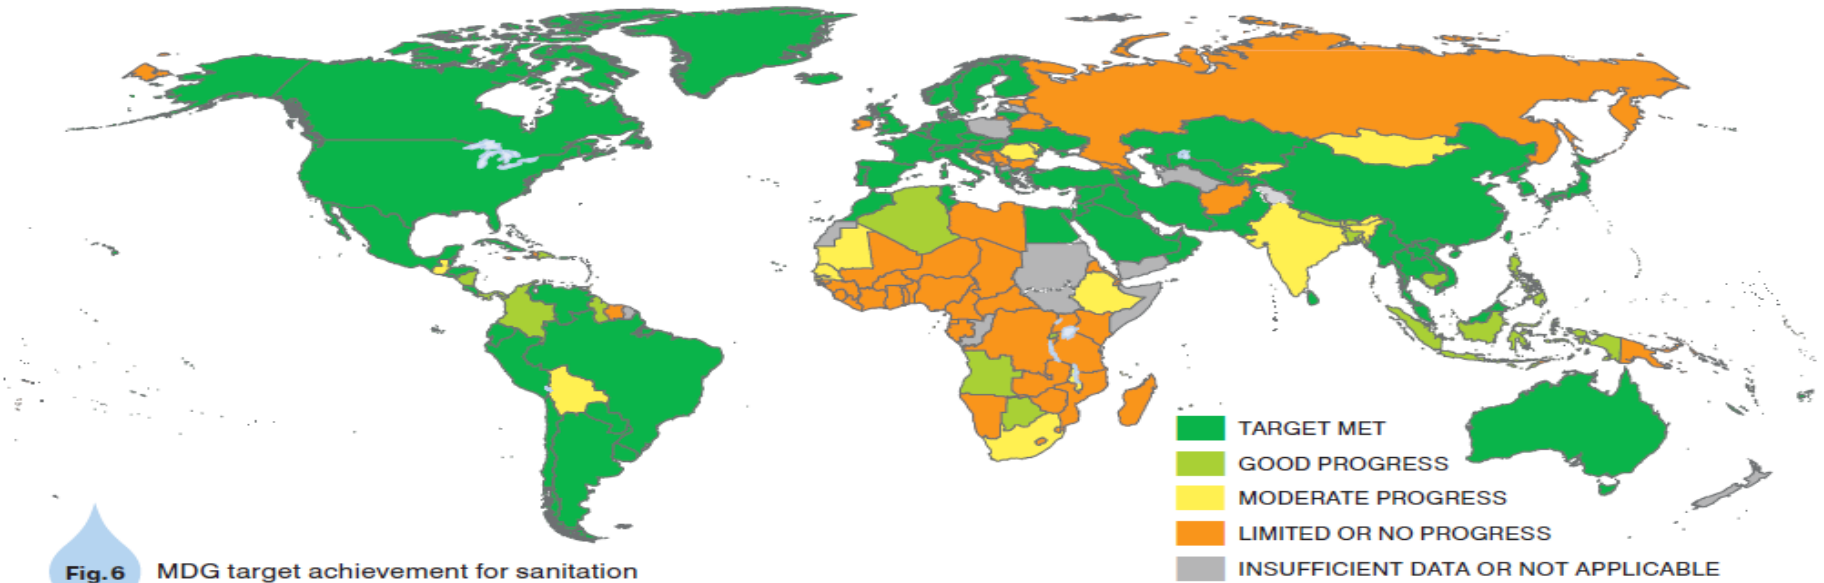 TARGET MET
GOOD PROGRESS
MODERATE PROGRESS
LIMITED OR NO PROGRESS
INSUFFICIENT DATA OR NOT APPLICABLE
Fig.6 MDG target achievement for sanitation